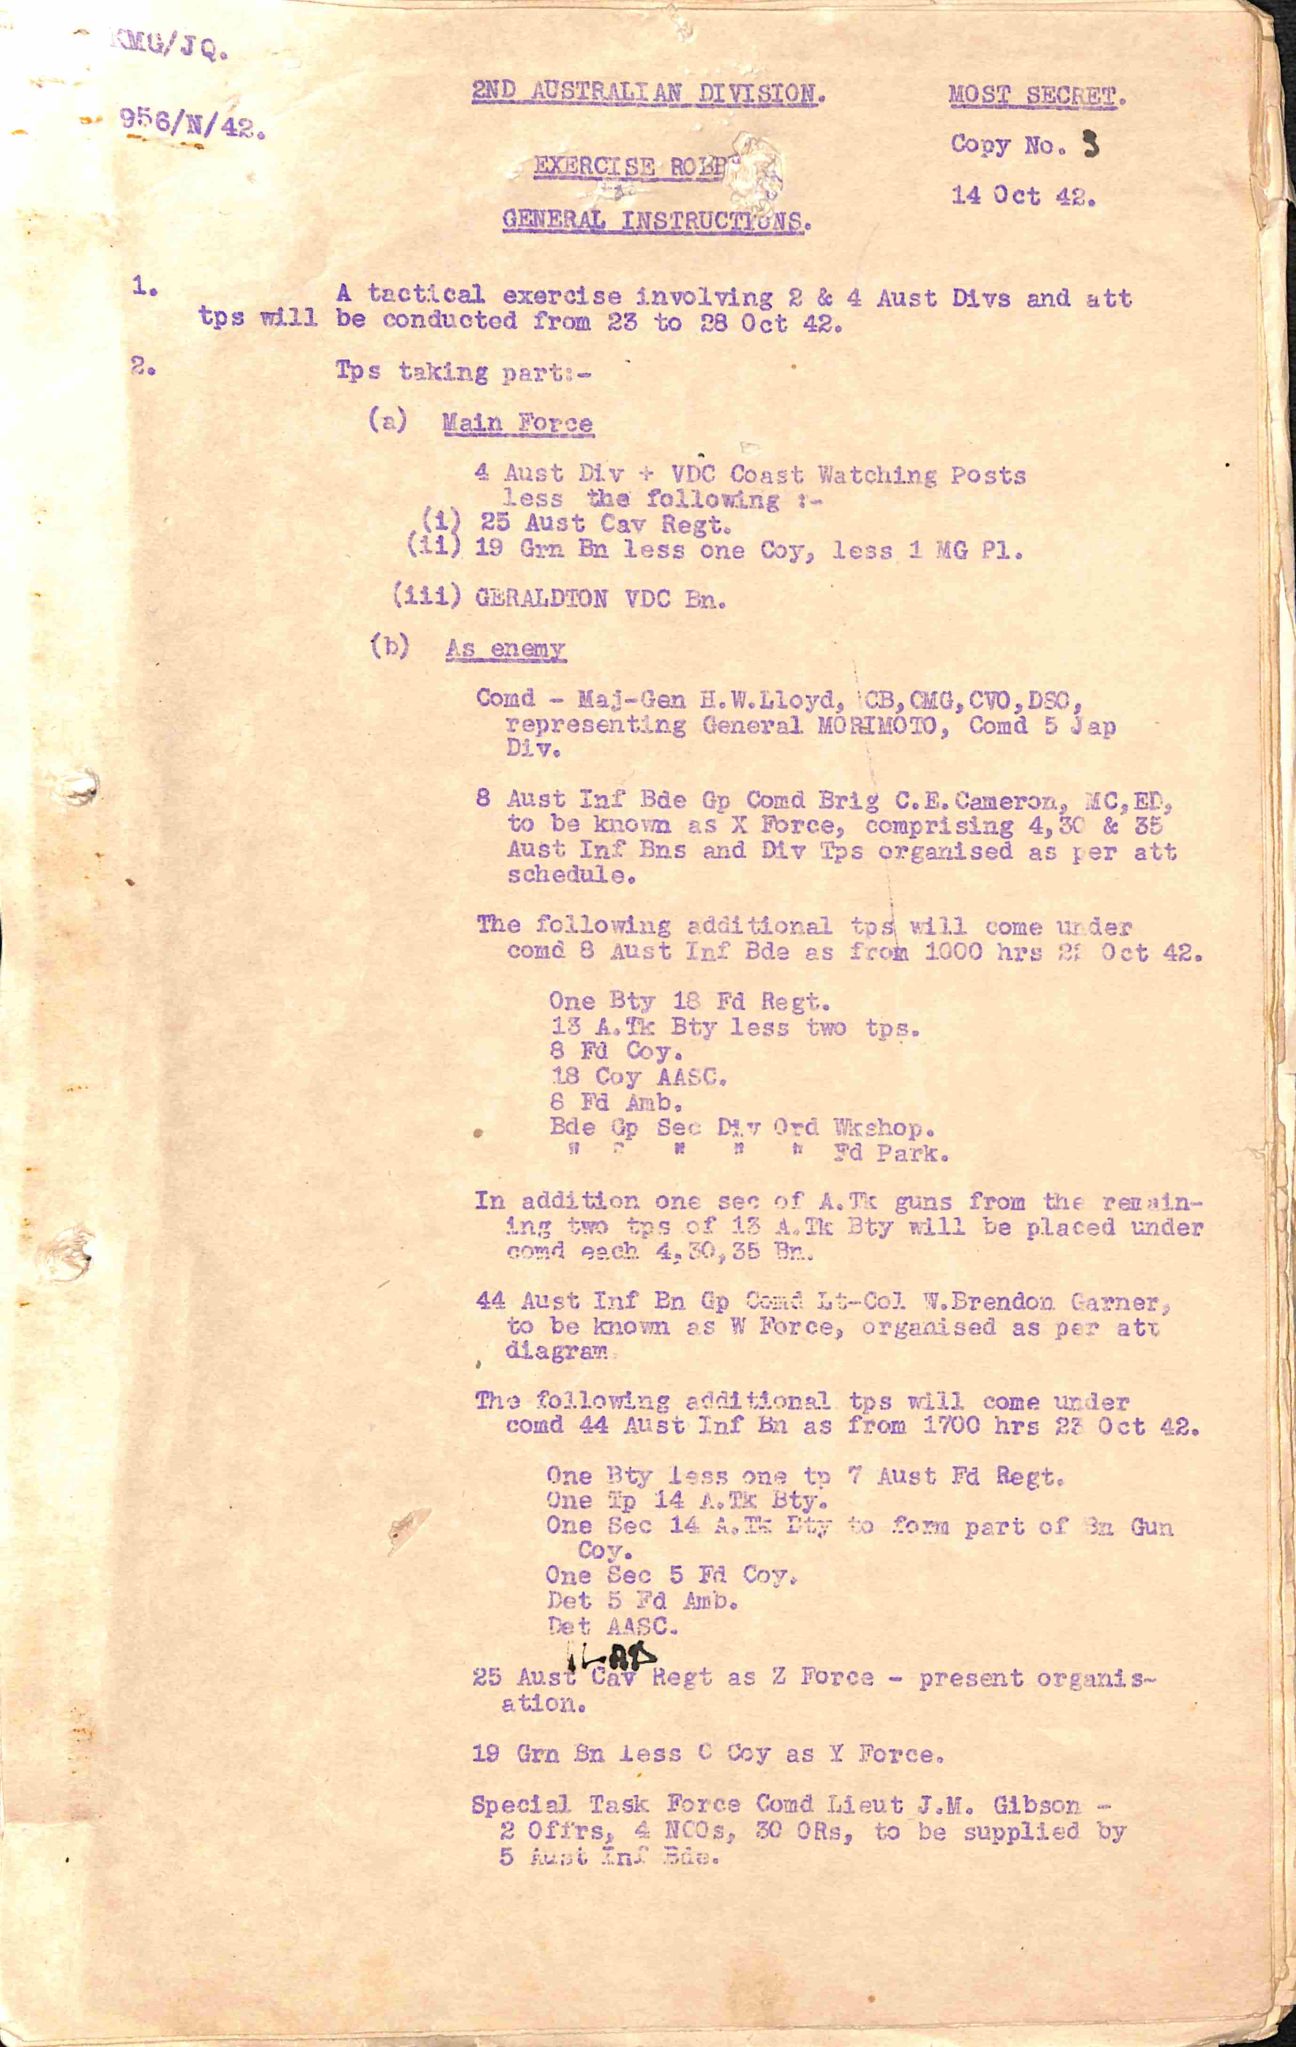 KMG/JQ.
956/N/42.
2ND AUSTRALIAN DIVISION.
MOST SECRET.
Copy No. 3
14 Oct 42.
EXERCISE
GENERAL INSTRUCTIONS.
1. A tactical exercise involving 2 & 4 Aust Divs and att
tps will be conducted from 23 to 28 Oct 42.
2. Tps taking part:-
(a) Main Force
4 Aust Div + VDC Coast Watching Posts
less the following :-
(i) 25 Aust Cav Regt.
(ii) 19 Grn Bn less one Coy, less 1 MG Pl.
(iii) GERALDTON VDC Bn.
(b) As enemy
Comd - Maj-Gen H.W.Lloyd, CB,CMG,CVO,DSO,
representing General MORIMOTO, Comd 5 Jap
Div.
8 Aust Inf Bde Gp Comd Brig C.E.Cameron, MC,ED,
to be known as X Force, comprising 4,30 & 35
Aust Inf Bns and Div Tps organised as per att
schedule.
The following additional tps will come under
comd 8 Aust Inf Bde as from 1000 hrs Oct 42.
One Bty 18 Fd Regt.
13 A.Tk Bty less two tps.
8 Fd Coy.
18 Coy AASC.
8 Fd Amb.
Bde Gp Sec Div Ord Wkshop.
" " " " " Fd Park.
In addition one sec of A.Tk guns from the remain-
ing two tps of 13 A.Tk Bty will be placed under
comd each 4,30,35 Bn.
44 Aust Inf Bn Gp Comd Lt-Col W.Brendon Garner,
to be known as W Force, organised as per att
diagram.
The following additional tps will come under
comd 44 Aust Inf Bn as from 1700 hrs 23 Oct 42.
One Bty less one tp 7 Aust Fd Regt.
One Tp 14 A.Tk Bty.
One Sec 14 A.Tk Bty to form part of Bn Gun
Coy.
One Sec 5 Fd Coy.
Det 5 Fd Amb.
Det AASC.
1 LAD
25 Aust Cav Regt as Z Force - present organis-
ation.
19 Grn Bn less C Coy as Y Force.
Special Task Force Comd Lieut J.M. Gibson -
2 Offrs, 4 NCOs, 30 ORs, to be supplied by
5 Aust Inf Bde.